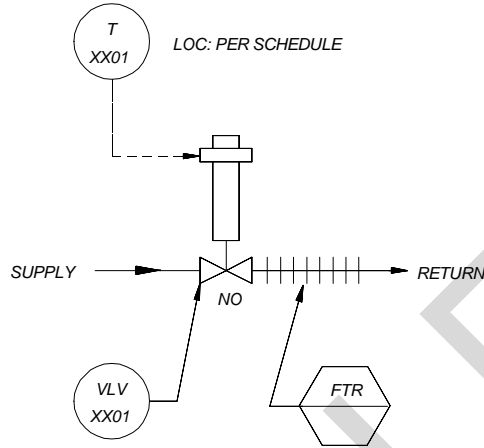 T
XX01
LOC: PER SCHEDULE
SUPPLY
RETURN
NO
VLV
XX01
FTR